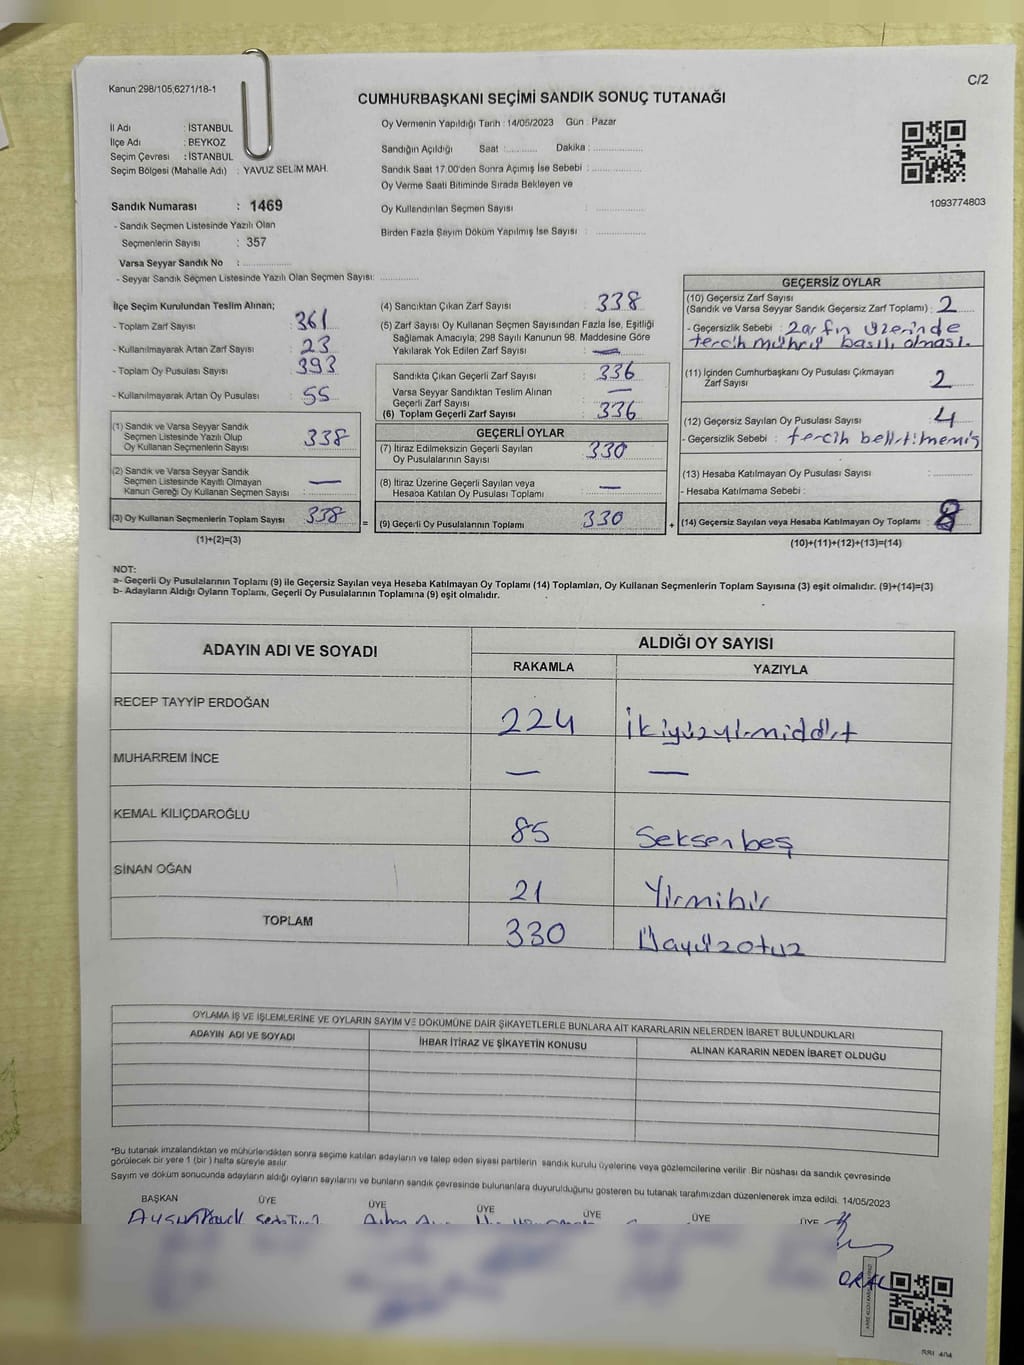 Kanun 298/105;6271/18-1
C/2
CUMHURBAŞKANI SEÇİMİ SANDIK SONUÇ TUTANAĞI
İl Adı : İSTANBUL
İlçe Adı : BEYKOZ
Seçim Çevresi : İSTANBUL
Seçim Bölgesi (Mahalle Adı) : YAVUZ SELİM MAH.
Sandık Numarası : 1469
- Sandık Seçmen Listesinde Yazılı Olan
Seçmenlerin Sayısı : 357
Varsa Seyyar Sandık No : ..............
- Seyyar Sandık Seçmen Listesinde Yazılı Olan Seçmen Sayısı: ............
Oy Vermenin Yapıldığı Tarih : 14/05/2023 Gün : Pazar
Sandığın Açıldığı Saat :.......... Dakika :...............
Sandık Saat 17.00'den Sonra Açımış İse Sebebi :...............
Oy Verme Saati Bitiminde Sırada Bekleyen ve
Oy Kullandırılan Seçmen Sayısı : ...............
Birden Fazla Sayım Döküm Yapılmış İse Sayısı : ...............
1093774803
İlçe Seçim Kurulundan Teslim Alınan;
- Toplam Zarf Sayısı : 361
- Kullanılmayarak Artan Zarf Sayısı : 23
- Toplam Oy Pusulası Sayısı : 393
- Kullanılmayarak Artan Oy Pusulası : 55
(1) Sandık ve Varsa Seyyar Sandık
Seçmen Listesinde Yazılı Olup
Oy Kullanan Seçmenlerin Sayısı : 338
(2) Sandık ve Varsa Seyyar Sandık
Seçmen Listesinde Kayıtlı Olmayan
Kanun Gereği Oy Kullanan Seçmen Sayısı : —
(3) Oy Kullanan Seçmenlerin Toplam Sayısı : 338
(1)+(2)=(3)
(4) Sandıktan Çıkan Zarf Sayısı : 338
(5) Zarf Sayısı Oy Kullanan Seçmen Sayısından Fazla İse, Eşitliği
Sağlamak Amacıyla; 298 Sayılı Kanunun 98. Maddesine Göre
Yakılarak Yok Edilen Zarf Sayısı : —
Sandıkta Çıkan Geçerli Zarf Sayısı : 336
Varsa Seyyar Sandıktan Teslim Alınan
Geçerli Zarf Sayısı : —
(6) Toplam Geçerli Zarf Sayısı : 336
GEÇERLİ OYLAR
(7) İtiraz Edilmeksizin Geçerli Sayılan
Oy Pusulalarının Sayısı : 330
(8) İtiraz Üzerine Geçerli Sayılan veya
Hesaba Katılan Oy Pusulası Toplamı : —
= (9) Geçerli Oy Pusulalarının Toplamı : 330
GEÇERSİZ OYLAR
(10) Geçersiz Zarf Sayısı
(Sandık ve Varsa Seyyar Sandık Geçersiz Zarf Toplamı) : 2
- Geçersizlik Sebebi : Zarfın üzerinde
tercih mührü basılı olması.
(11) İçinden Cumhurbaşkanı Oy Pusulası Çıkmayan
Zarf Sayısı : 2
(12) Geçersiz Sayılan Oy Pusulası Sayısı : 4
- Geçersizlik Sebebi : tercih belirtilmemiş
(13) Hesaba Katılmayan Oy Pusulası Sayısı : ............
- Hesaba Katılmama Sebebi :
+ (14) Geçersiz Sayılan veya Hesaba Katılmayan Oy Toplamı : 8
(10)+(11)+(12)+(13)=(14)
NOT:
a- Geçerli Oy Pusulalarının Toplamı (9) ile Geçersiz Sayılan veya Hesaba Katılmayan Oy Toplamı (14) Toplamları, Oy Kullanan Seçmenlerin Toplam Sayısına (3) eşit olmalıdır. (9)+(14)=(3)
b- Adayların Aldığı Oyların Toplamı, Geçerli Oy Pusulalarının Toplamına (9) eşit olmalıdır.
ADAYIN ADI VE SOYADI
ALDIĞI OY SAYISI
RAKAMLA YAZIYLA
RECEP TAYYİP ERDOĞAN 224 İkiyüzyirmidört
MUHARREM İNCE — —
KEMAL KILIÇDAROĞLU 85 Seksenbeş
SİNAN OĞAN 21 Yirmibir
TOPLAM 330 Üçyüzotuz
OYLAMA İŞ VE İŞLEMLERİNE VE OYLARIN SAYIM VE DÖKÜMÜNE DAİR ŞİKAYETLERLE BUNLARA AİT KARARLARIN NELERDEN İBARET BULUNDUKLARI
ADAYIN ADI VE SOYADI İHBAR İTİRAZ VE ŞİKAYETİN KONUSU ALINAN KARARIN NEDEN İBARET OLDUĞU
*Bu tutanak imzalandıktan ve mühürlendikten sonra seçime katılan adayların ve talep eden siyasi partilerin sandık kurulu üyelerine veya gözlemcilerine verilir. Bir nüshası da sandık çevresinde
görülecek bir yere 1 (bir) hafta süreyle asılır.
Sayım ve döküm sonucunda adayların aldığı oyların sayılarını ve bunların sandık çevresinde bulunanlara duyurulduğunu gösteren bu tutanak tarafımızdan düzenlenerek imza edildi. 14/05/2023
BAŞKAN ÜYE ÜYE ÜYE ÜYE ÜYE ÜYE
ORAL